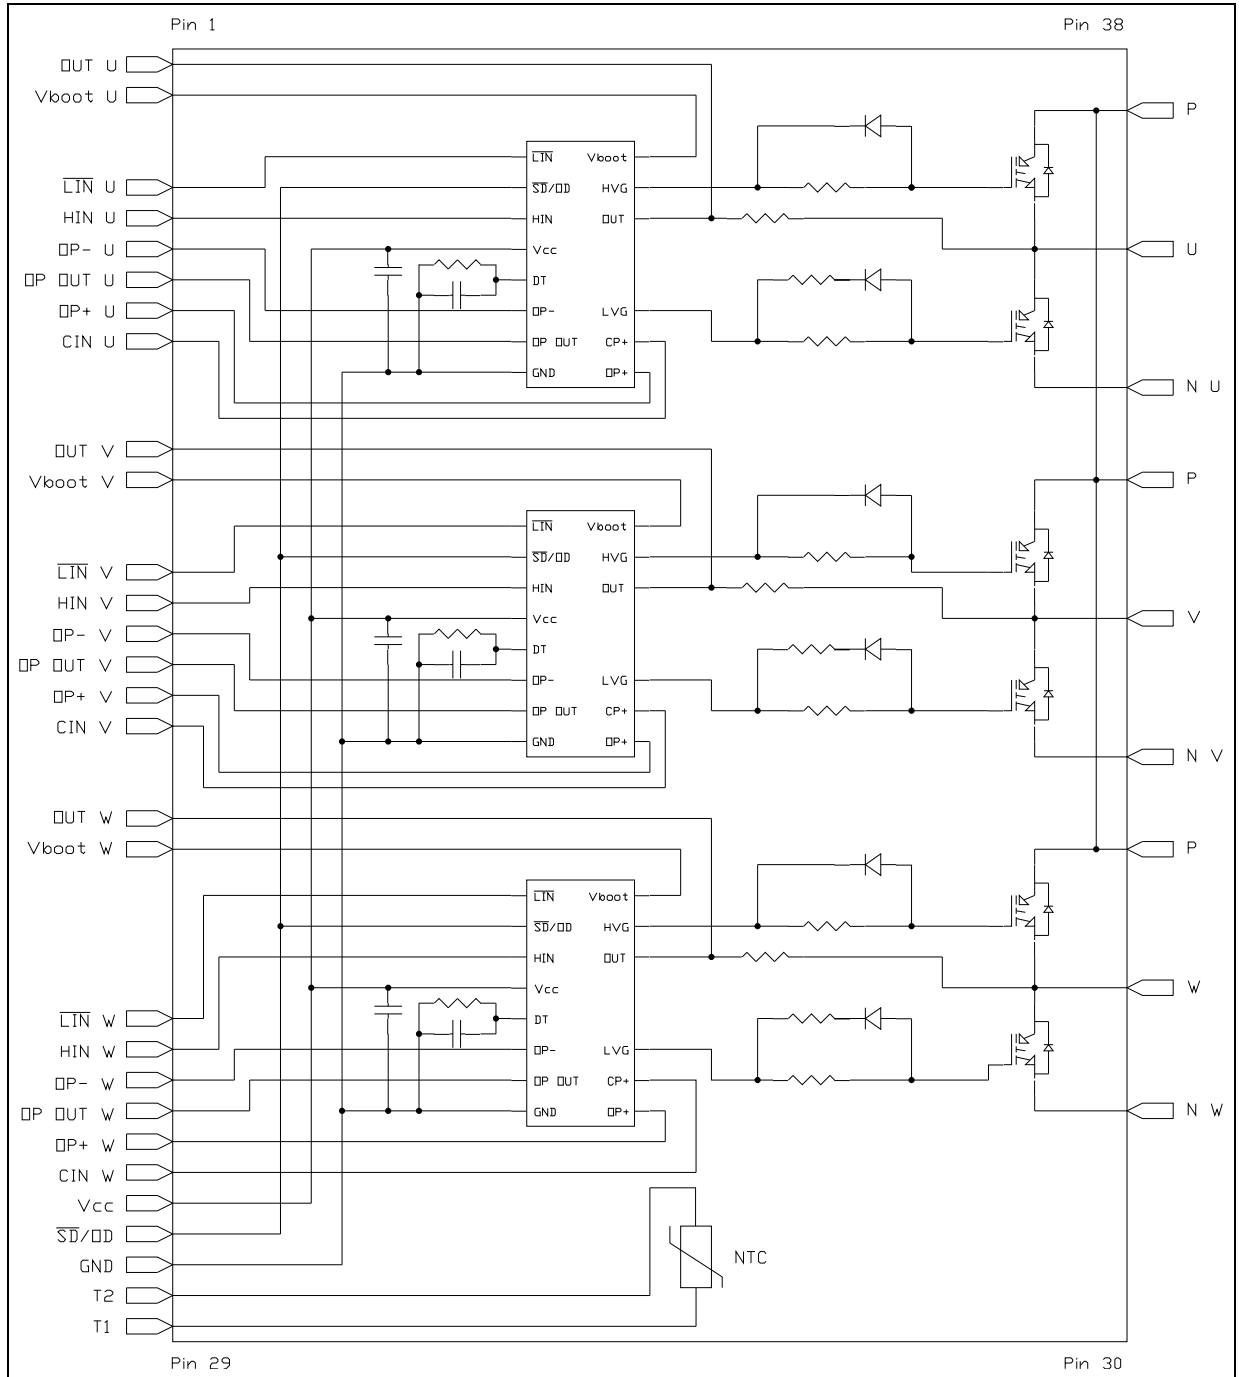 Pin 1
Pin 38
OUT U
Vboot U
LIN U
HIN U
OP- U
OP OUT U
OP+ U
CIN U
LIN
SD/OD
HIN
Vcc
DT
OP-
OP OUT
GND
Vboot
HVG
OUT
LVG
CP+
OP+
P
U
N U
OUT V
Vboot V
LIN V
HIN V
OP- V
OP OUT V
OP+ V
CIN V
LIN
SD/OD
HIN
Vcc
DT
OP-
OP OUT
GND
Vboot
HVG
OUT
LVG
CP+
OP+
P
V
N V
OUT W
Vboot W
LIN W
HIN W
OP- W
OP OUT W
OP+ W
CIN W
Vcc
SD/OD
GND
T2
T1
LIN
SD/OD
HIN
Vcc
DT
OP-
OP OUT
GND
Vboot
HVG
OUT
LVG
CP+
OP+
P
W
N W
NTC
Pin 29
Pin 30